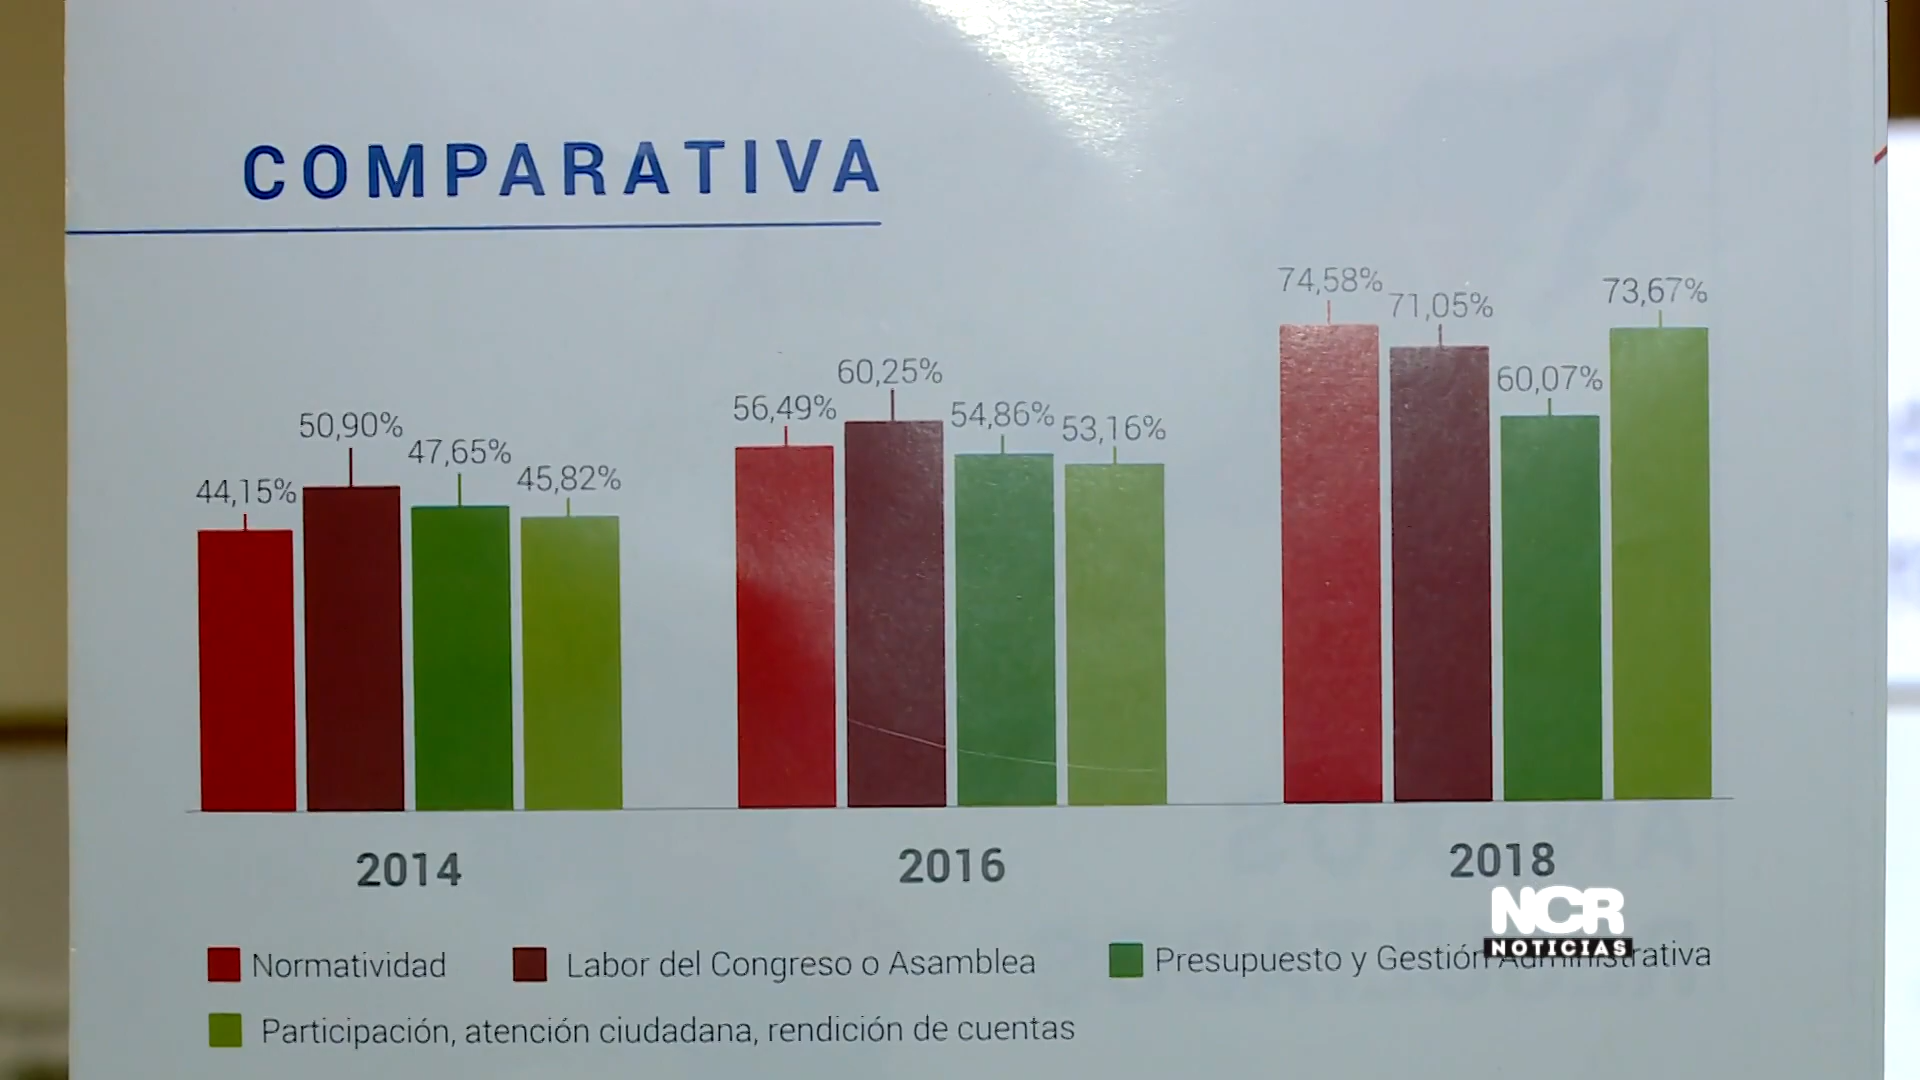 COMPARATIVA
44,15%
50,90%
47,65%
45,82%
56,49%
60,25%
54,86%
53,16%
74,58%
71,05%
60,07%
73,67%
2014
2016
2018
NCR
NOTICIAS
Normatividad
Labor del Congreso o Asamblea
Presupuesto y Gestión Administrativa
Participación, atención ciudadana, rendición de cuentas